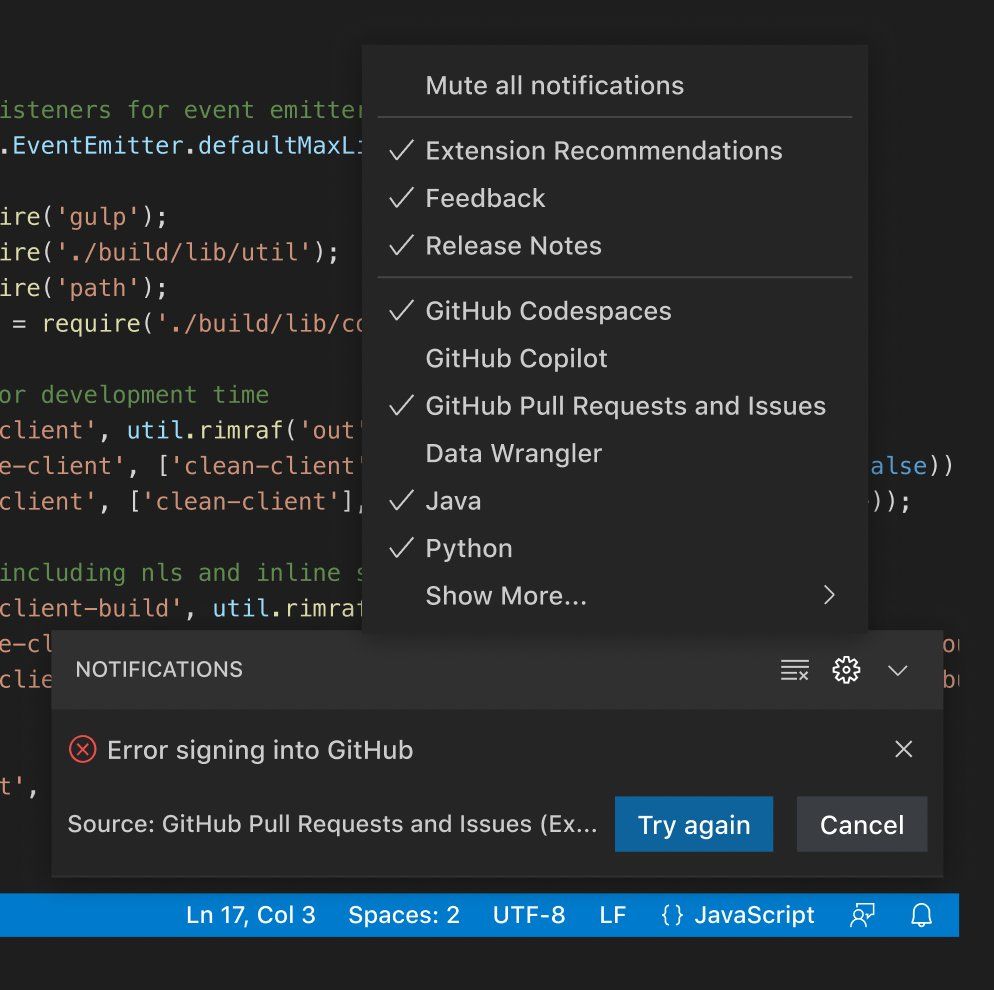 Mute all notifications
isteners for event emitter
.EventEmitter.defaultMaxLi
Extension Recommendations
Feedback
ire('gulp');
Release Notes
ire('./build/lib/util');
ire('path');
GitHub Codespaces
= require('./build/lib/co
GitHub Copilot
or development time
GitHub Pull Requests and Issues
client', util.rimraf('out'
Data Wrangler
e-client', ['clean-client' alse))
Java
client', ['clean-client'], ));
Python
including nls and inline s
Show More...
client-build', util.rimraf
e-cl
NOTIFICATIONS
clie
Error signing into GitHub
t',
Source: GitHub Pull Requests and Issues (Ex...
Try again
Cancel
Ln 17, Col 3 Spaces: 2 UTF-8 LF {} JavaScript